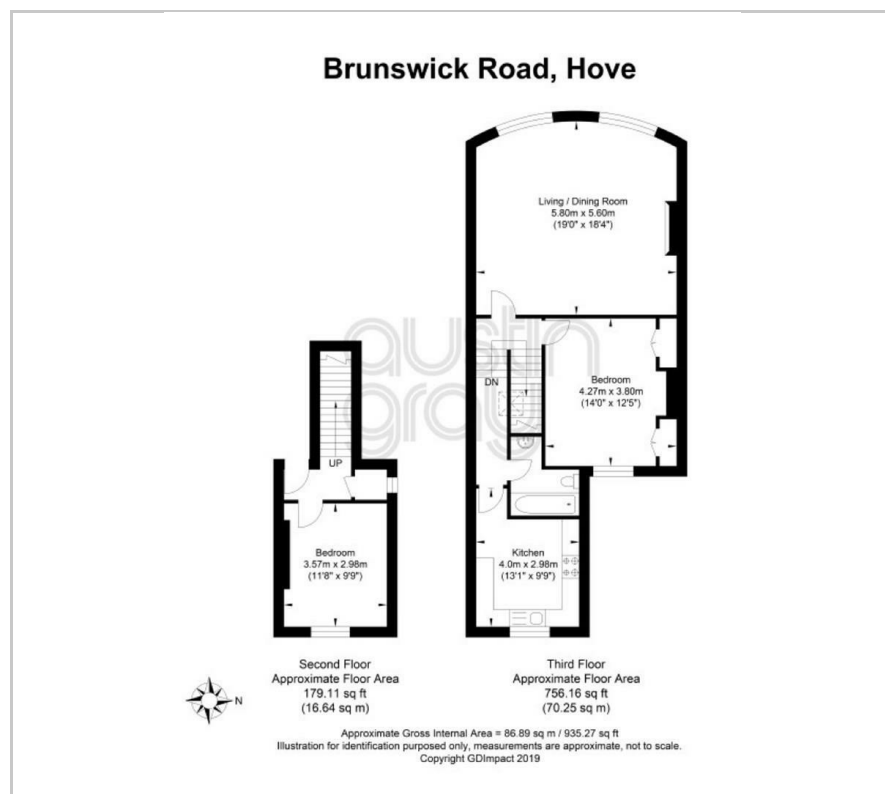 Brunswick Road, Hove
Living / Dining Room
5.80m x 5.60m
(19'0" x 18'4")
austin
gray
DN
Bedroom
4.27m x 3.80m
(14'0" x 12'5")
UP
Bedroom
3.57m x 2.98m
(11'8" x 9'9")
Kitchen
4.0m x 2.98m
(13'1" x 9'9")
Second Floor
Approximate Floor Area
179.11 sq ft
(16.64 sq m)
Third Floor
Approximate Floor Area
756.16 sq ft
(70.25 sq m)
N
Approximate Gross Internal Area = 86.89 sq m / 935.27 sq ft
Illustration for identification purposed only, measurements are approximate, not to scale.
Copyright GDImpact 2019